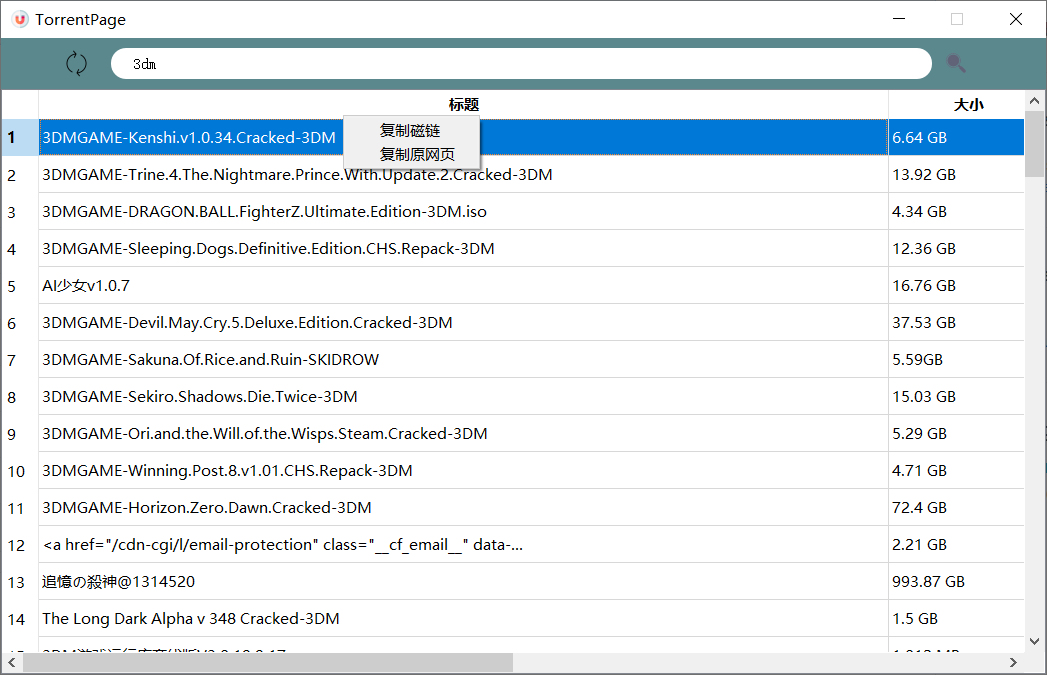 TorrentPage
3dm
标题 大小
1 3DMGAME-Kenshi.v1.0.34.Cracked-3DM 6.64 GB
复制磁链
复制原网页
2 3DMGAME-Trine.4.The.Nightmare.Prince.With.Update.2.Cracked-3DM 13.92 GB
3 3DMGAME-DRAGON.BALL.FighterZ.Ultimate.Edition-3DM.iso 4.34 GB
4 3DMGAME-Sleeping.Dogs.Definitive.Edition.CHS.Repack-3DM 12.36 GB
5 AI少女v1.0.7 16.76 GB
6 3DMGAME-Devil.May.Cry.5.Deluxe.Edition.Cracked-3DM 37.53 GB
7 3DMGAME-Sakuna.Of.Rice.and.Ruin-SKIDROW 5.59GB
8 3DMGAME-Sekiro.Shadows.Die.Twice-3DM 15.03 GB
9 3DMGAME-Ori.and.the.Will.of.the.Wisps.Steam.Cracked-3DM 5.29 GB
10 3DMGAME-Winning.Post.8.v1.01.CHS.Repack-3DM 4.71 GB
11 3DMGAME-Horizon.Zero.Dawn.Cracked-3DM 72.4 GB
12 <a href="/cdn-cgi/l/email-protection" class="__cf_email__" data-... 2.21 GB
13 追憶の殺神@1314520 993.87 GB
14 The Long Dark Alpha v 348 Cracked-3DM 1.5 GB